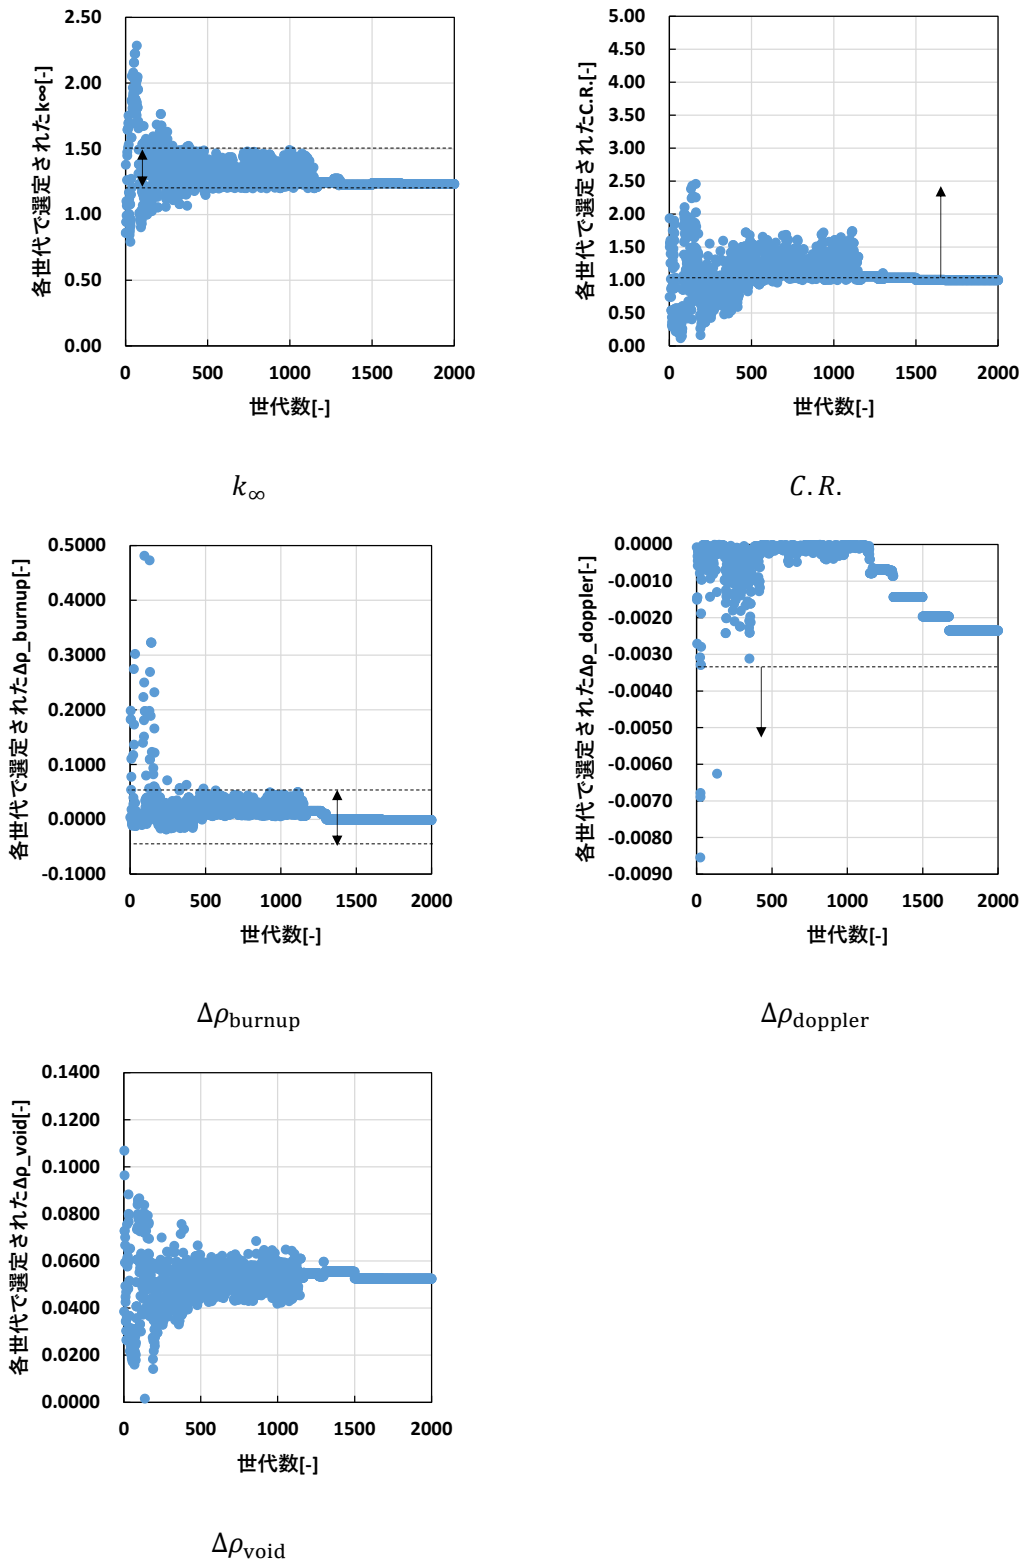 各世代で選定されたk∞[-]
2.50
2.00
1.50
1.00
0.50
0.00
0 500 1000 1500 2000
世代数[-]
k∞
各世代で選定されたC.R.[-]
5.00
4.50
4.00
3.50
3.00
2.50
2.00
1.50
1.00
0.50
0.00
0 500 1000 1500 2000
世代数[-]
C.R.
各世代で選定されたΔρ_burnup[-]
0.5000
0.4000
0.3000
0.2000
0.1000
0.0000
-0.1000
0 500 1000 1500 2000
世代数[-]
Δρburnup
各世代で選定されたΔρ_doppler[-]
0.0000
-0.0010
-0.0020
-0.0030
-0.0040
-0.0050
-0.0060
-0.0070
-0.0080
-0.0090
0 500 1000 1500 2000
世代数[-]
Δρdoppler
各世代で選定されたΔρ_void[-]
0.1400
0.1200
0.1000
0.0800
0.0600
0.0400
0.0200
0.0000
0 500 1000 1500 2000
世代数[-]
Δρvoid